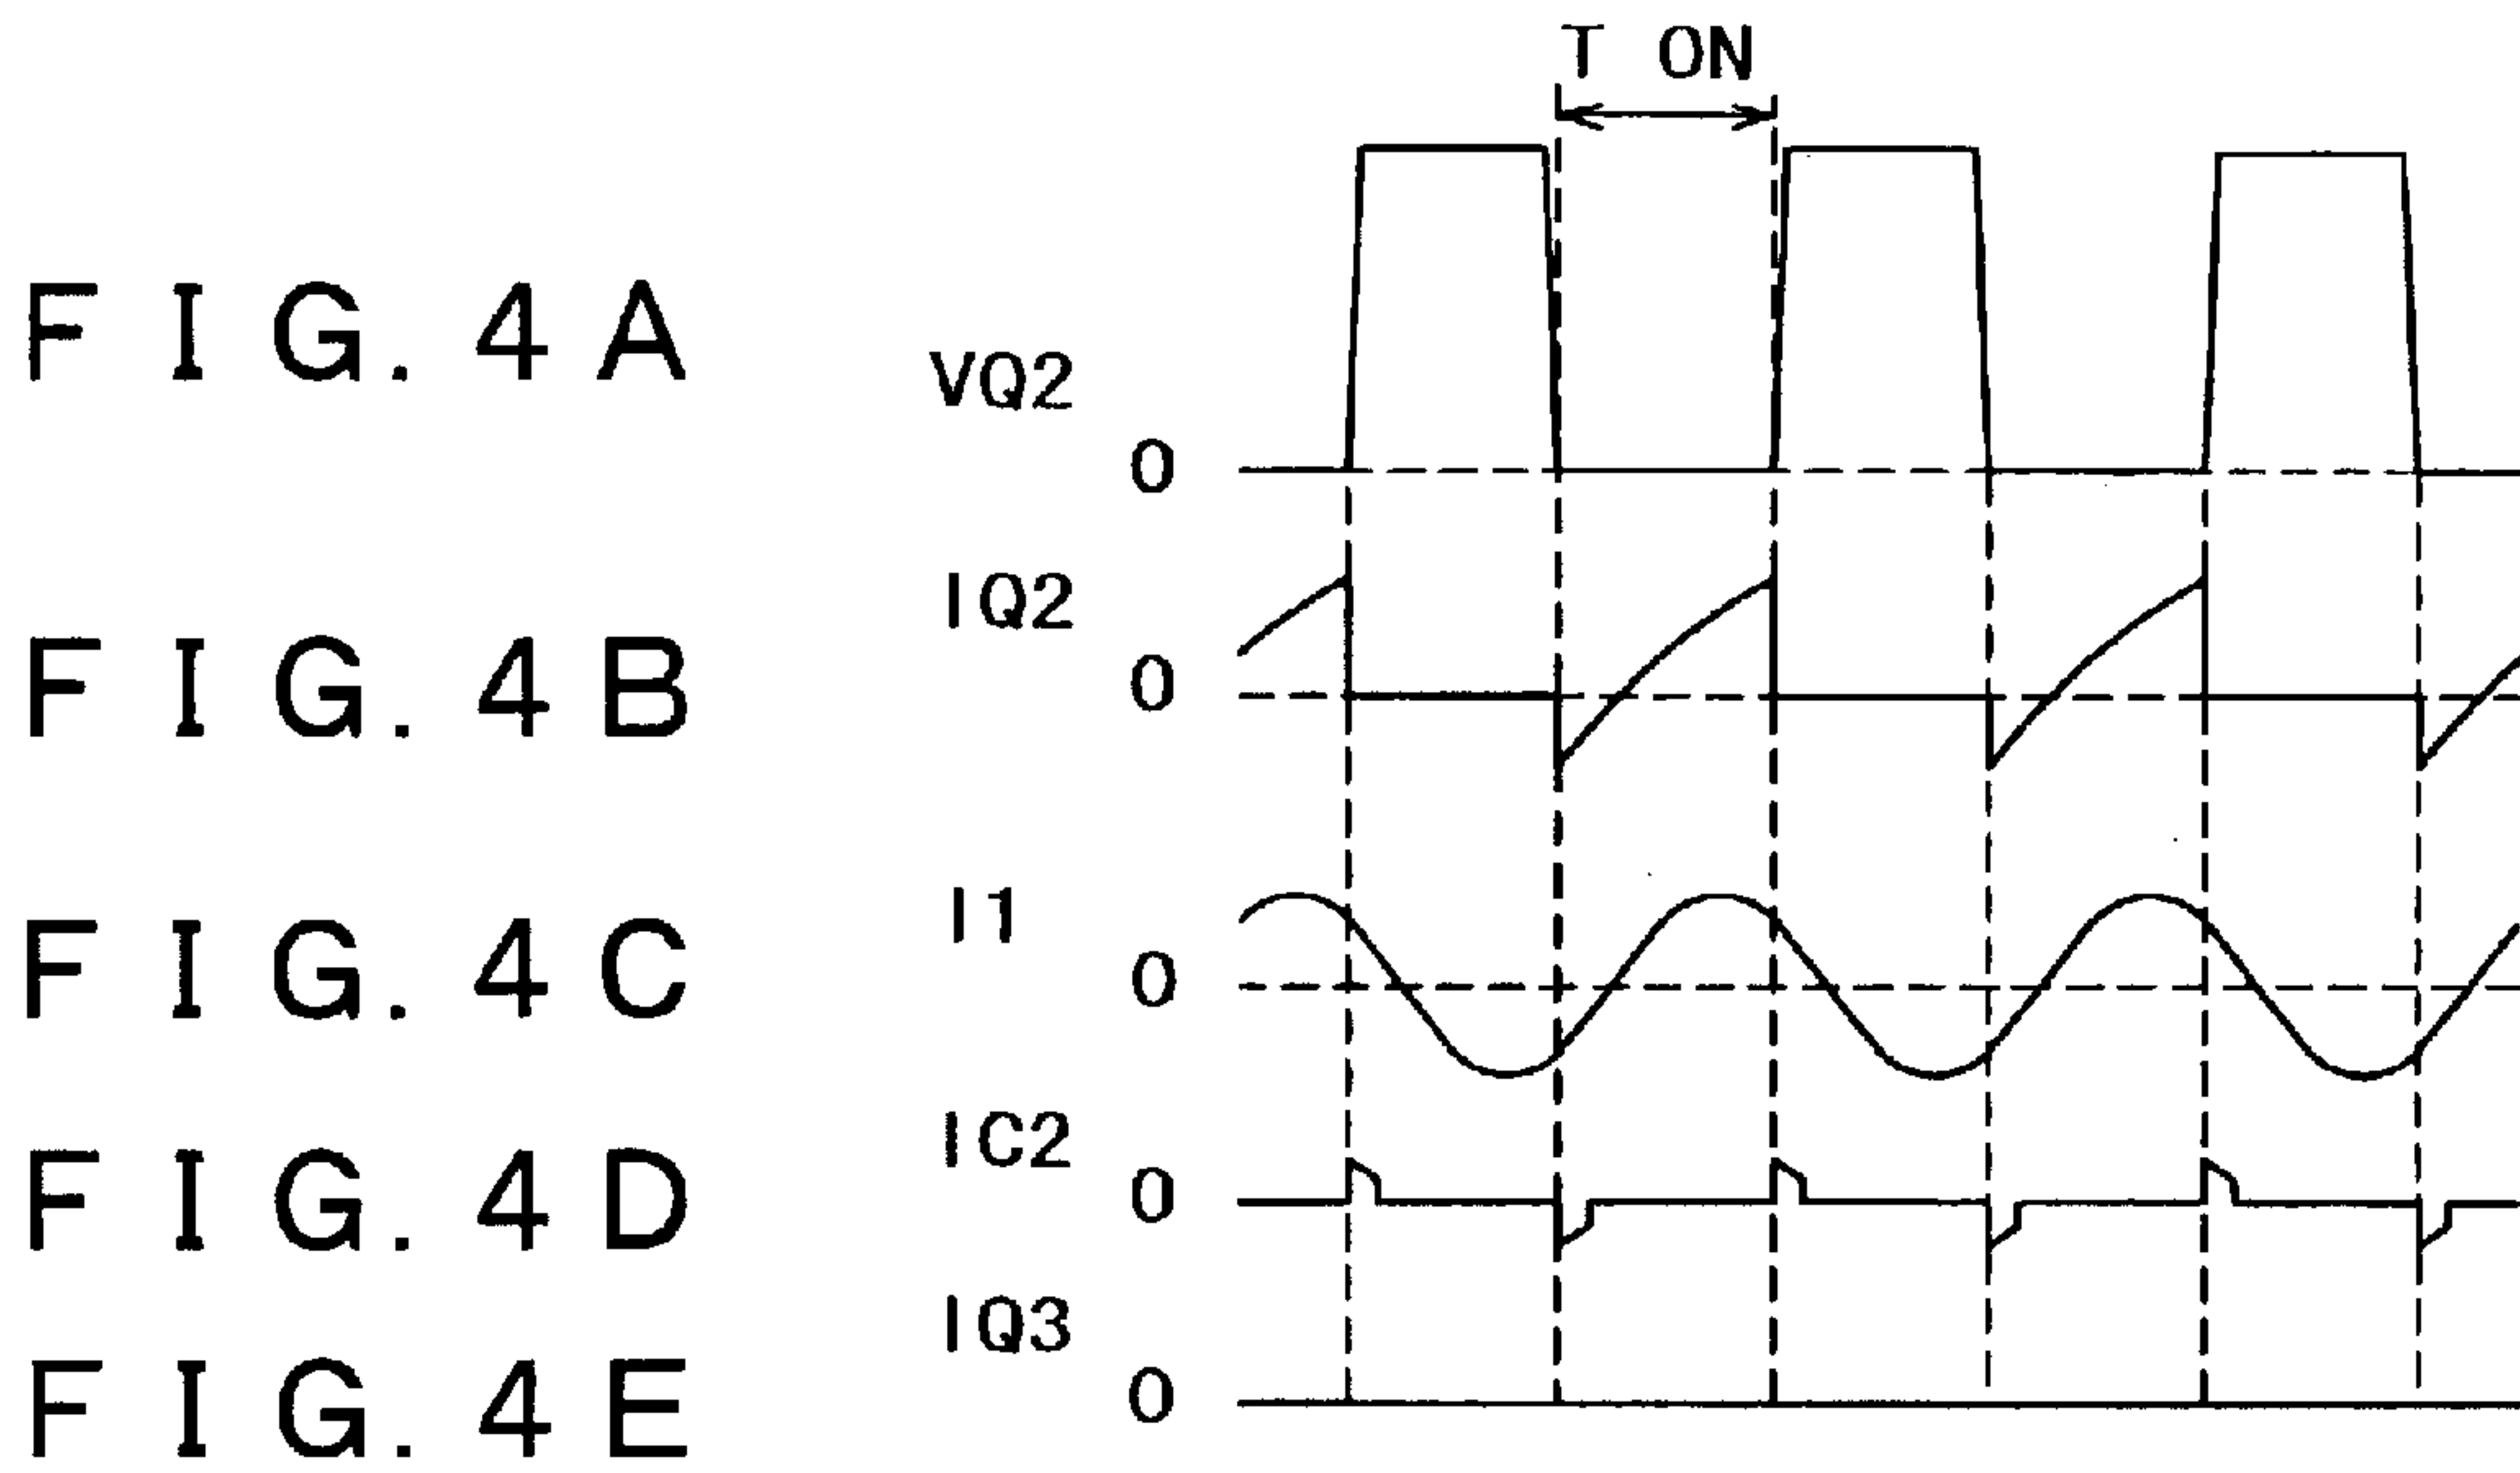 T ON
FIG. 4A
VQ2
0
IQ2
FIG. 4B
0
I1
FIG. 4C
0
IC2
FIG. 4D
0
IQ3
FIG. 4E
0